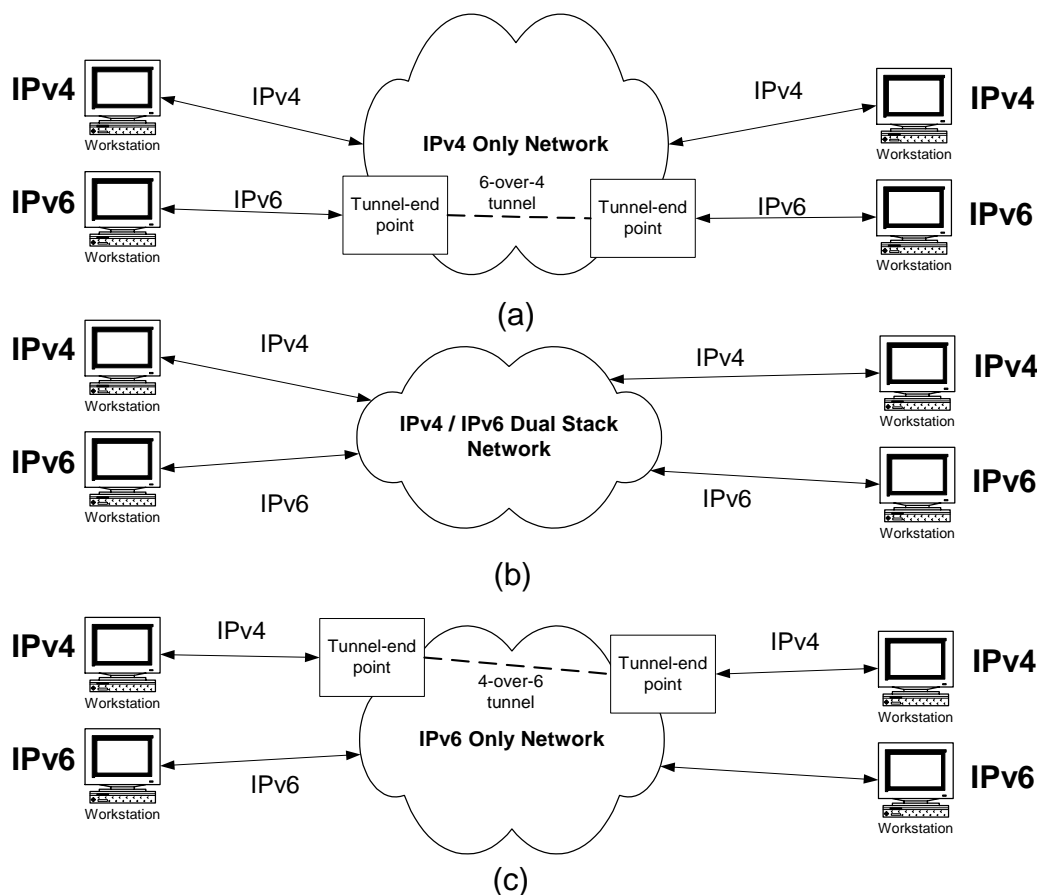 IPv4
Workstation
IPv4
IPv4 Only Network
IPv4
IPv4
Workstation
IPv6
Workstation
IPv6
Tunnel-end
point
6-over-4
tunnel
Tunnel-end
point
IPv6
IPv6
Workstation
(a)
IPv4
Workstation
IPv4
IPv4 / IPv6 Dual Stack
Network
IPv4
IPv4
Workstation
IPv6
Workstation
IPv6
IPv6
IPv6
Workstation
(b)
IPv4
Workstation
IPv4
Tunnel-end
point
4-over-6
tunnel
Tunnel-end
point
IPv4
IPv4
Workstation
IPv6
Workstation
IPv6
IPv6 Only Network
IPv6
Workstation
(c)